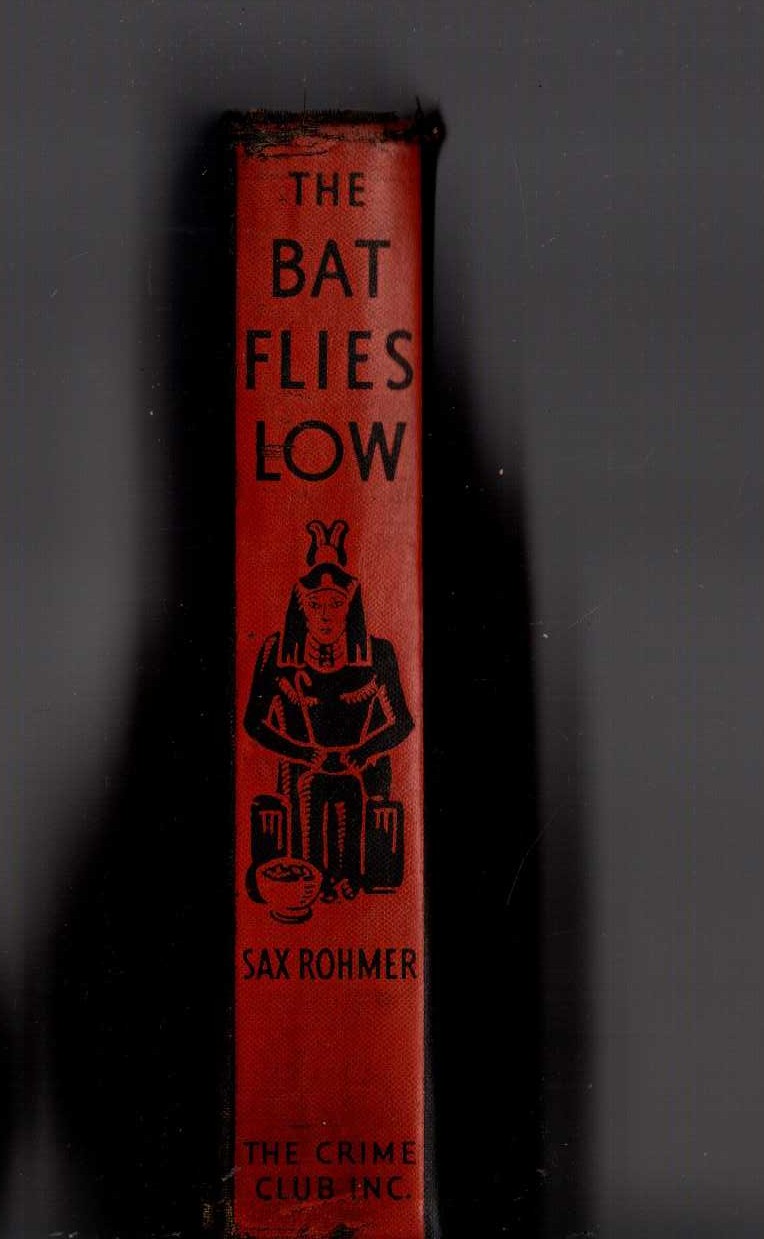 THE
BAT
FLIES
LOW
SAX ROHMER
THE CRIME
CLUB INC.